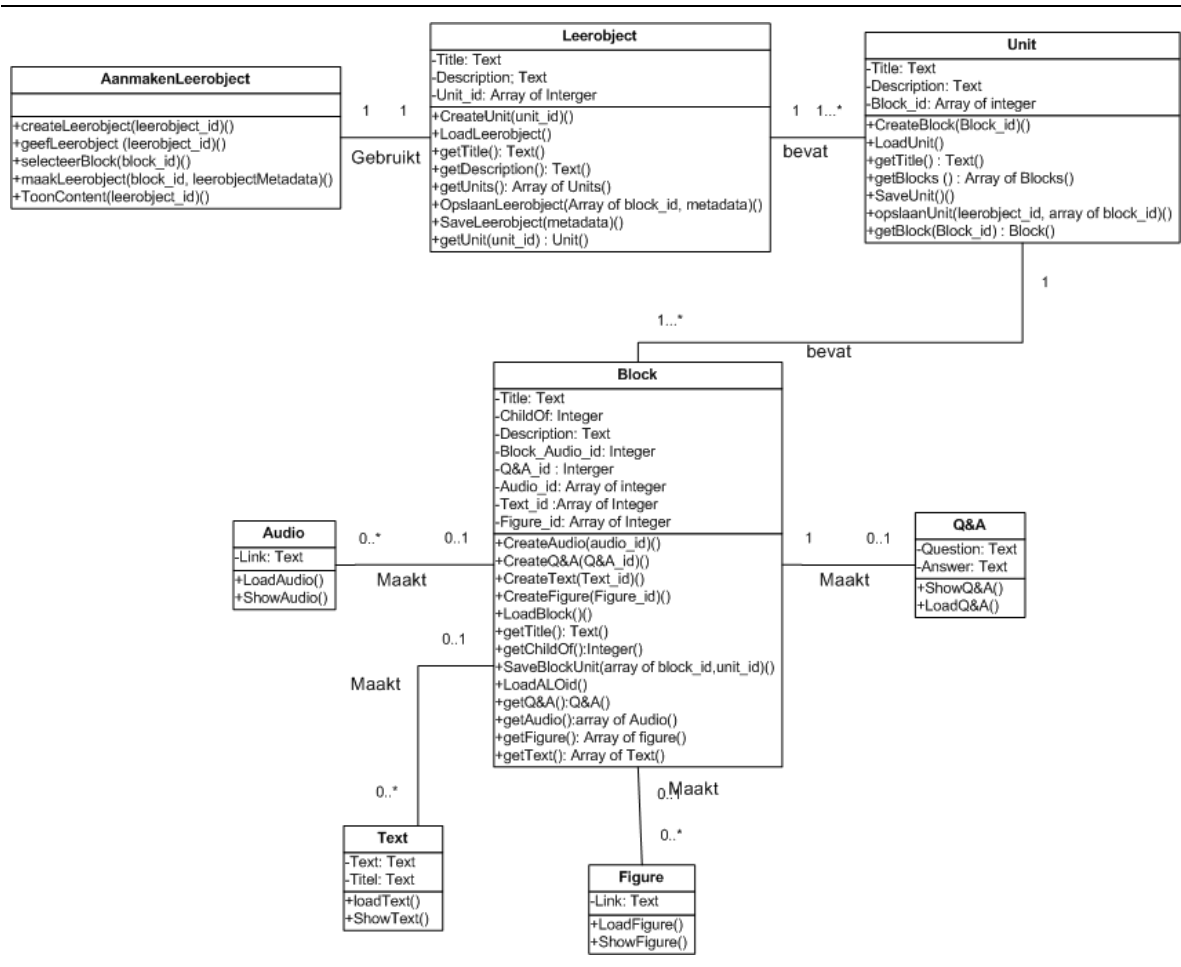 AanmakenLeerobject
+createLeerobject(leerobject_id)()
+geefLeerobject (leerobject_id)()
+selecteerBlock(block_id)()
+maakLeerobject(block_id, leerobjectMetadata)()
+ToonContent(leerobject_id)()
1 1
Gebruikt
Leerobject
-Title: Text
-Description; Text
-Unit_id: Array of Interger
+CreateUnit(unit_id)()
+LoadLeerobject()
+getTitle(): Text()
+getDescription(): Text()
+getUnits(): Array of Units()
+OpslaanLeerobject(Array of block_id, metadata)()
+SaveLeerobject(metadata)()
+getUnit(unit_id) : Unit()
1 1...*
bevat
Unit
-Title: Text
-Description: Text
-Block_id: Array of integer
+CreateBlock(Block_id)()
+LoadUnit()
+getTitle() : Text()
+getBlocks () : Array of Blocks()
+SaveUnit()()
+opslaanUnit(leerobject_id, array of block_id)()
+getBlock(Block_id) : Block()
1
1...*
bevat
Block
-Title: Text
-ChildOf: Integer
-Description: Text
-Block_Audio_id: Integer
-Q&A_id : Interger
-Audio_id: Array of integer
-Text_id :Array of Integer
-Figure_id: Array of Integer
+CreateAudio(audio_id)()
+CreateQ&A(Q&A_id)()
+CreateText(Text_id)()
+CreateFigure(Figure_id)()
+LoadBlock()()
+getTitle(): Text()
+getChildOf():Integer()
+SaveBlockUnit(array of block_id,unit_id)()
+LoadALOid()
+getQ&A():Q&A()
+getAudio():array of Audio()
+getFigure(): Array of figure()
+getText(): Array of Text()
Audio
-Link: Text
+LoadAudio()
+ShowAudio()
0..* 0..1
Maakt
1 0..1
Maakt
Q&A
-Question: Text
-Answer: Text
+ShowQ&A()
+LoadQ&A()
0..1
Maakt
0..*
Text
-Text: Text
-Titel: Text
+loadText()
+ShowText()
0..1
Maakt
0..*
Figure
-Link: Text
+LoadFigure()
+ShowFigure()